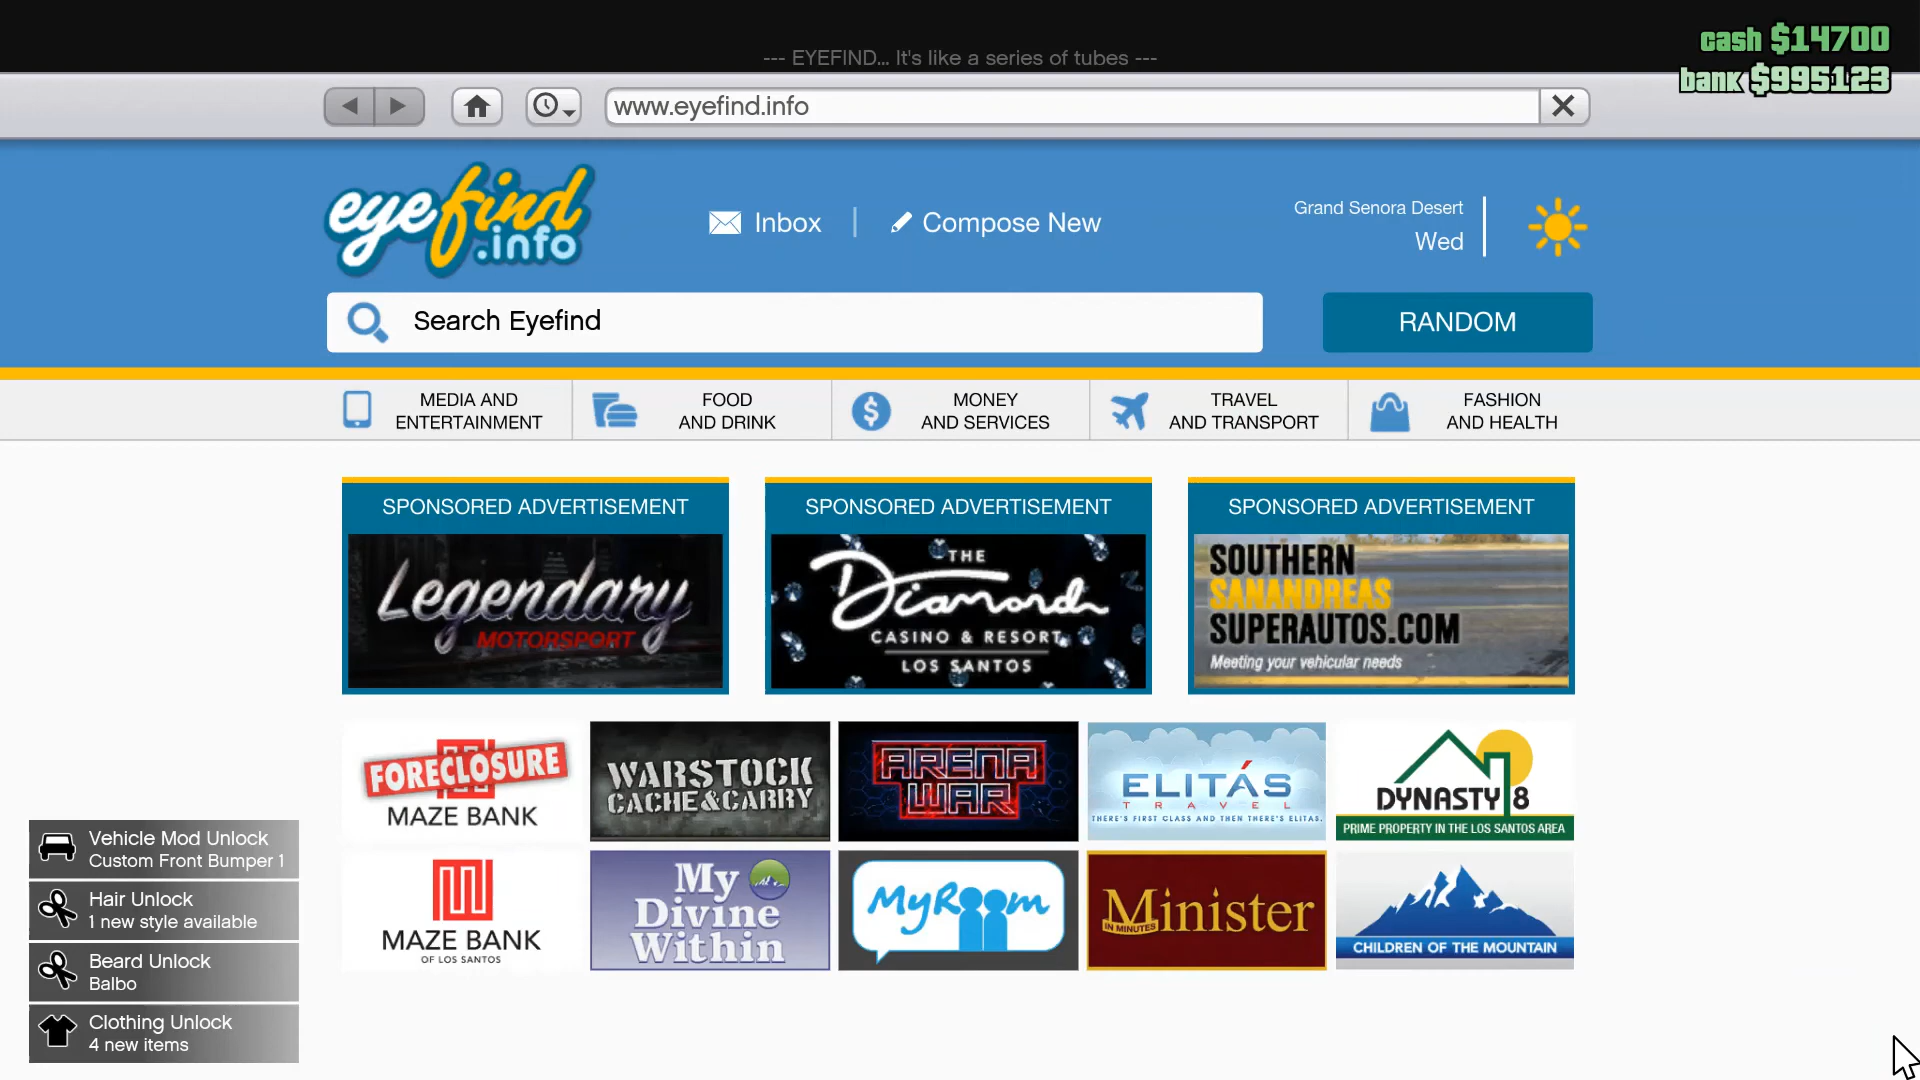 cash $14700
--- EYEFIND... It's like a series of tubes ---
bank $995123
www.eyefind.info
eyefind
.info
Inbox
Compose New
Grand Senora Desert
Wed
Search Eyefind
RANDOM
MEDIA AND
ENTERTAINMENT
FOOD
AND DRINK
MONEY
AND SERVICES
TRAVEL
AND TRANSPORT
FASHION
AND HEALTH
SPONSORED ADVERTISEMENT
Legendary
MOTORSPORT
SPONSORED ADVERTISEMENT
THE
Diamond
CASINO & RESORT
LOS SANTOS
SPONSORED ADVERTISEMENT
SOUTHERN
SANANDREAS
SUPERAUTOS.COM
Meeting your vehicular needs
FORECLOSURE
MAZE BANK
WARSTOCK
CACHE&CARRY
ARENA
WAR
ELITÁS
TRAVEL
THERE'S FIRST CLASS AND THEN THERE'S ELITAS.
DYNASTY 8
PRIME PROPERTY IN THE LOS SANTOS AREA
MAZE BANK
OF LOS SANTOS
My
Divine
Within
MyRoom
Minister
IN MINUTES
CHILDREN OF THE MOUNTAIN
Vehicle Mod Unlock
Custom Front Bumper 1
Hair Unlock
1 new style available
Beard Unlock
Balbo
Clothing Unlock
4 new items